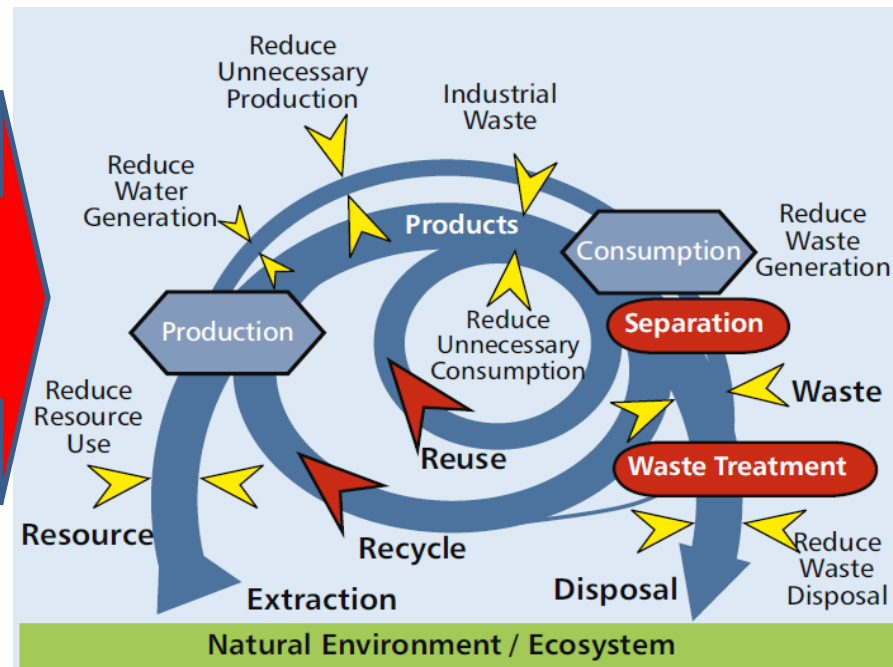 Reduce
Unnecessary
Production
Industrial
Waste
Reduce
Water
Generation
Products
Consumption
Reduce
Waste
Generation
Production
Reduce
Unnecessary
Consumption
Separation
Reduce
Resource
Use
Waste
Reuse
Waste Treatment
Resource
Recycle
Reduce
Waste
Disposal
Extraction
Disposal
Natural Environment / Ecosystem